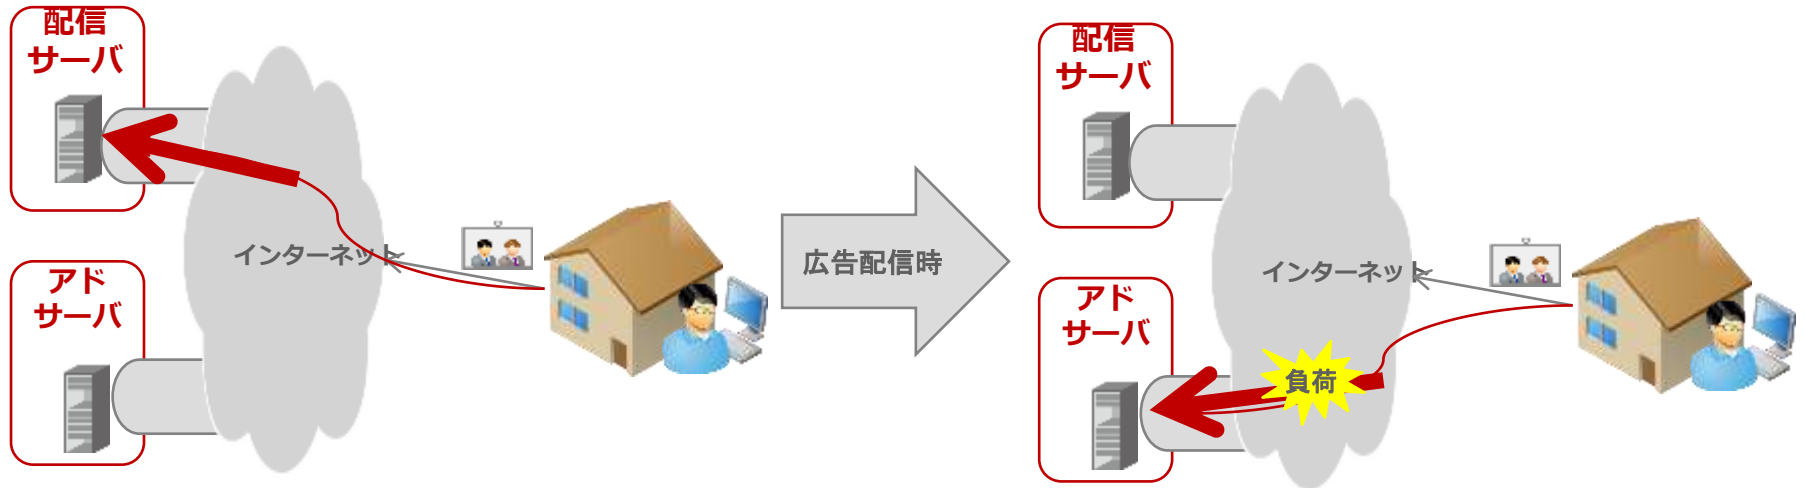 配信
サーバ
インターネット
アド
サーバ
広告配信時
配信
サーバ
インターネット
アド
サーバ
負荷